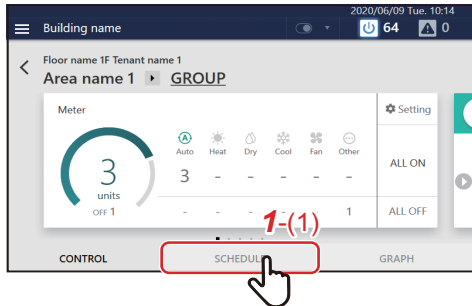 2020/06/09 Tue. 10:14
Building name
64
0
Floor name 1F Tenant name 1
Area name 1 GROUP
Meter
Setting
Auto Heat Dry Cool Fan Other
3 - - - - -
3
units
OFF 1
- - - - - 1
ALL ON
ALL OFF
1-(1)
CONTROL SCHEDULE GRAPH